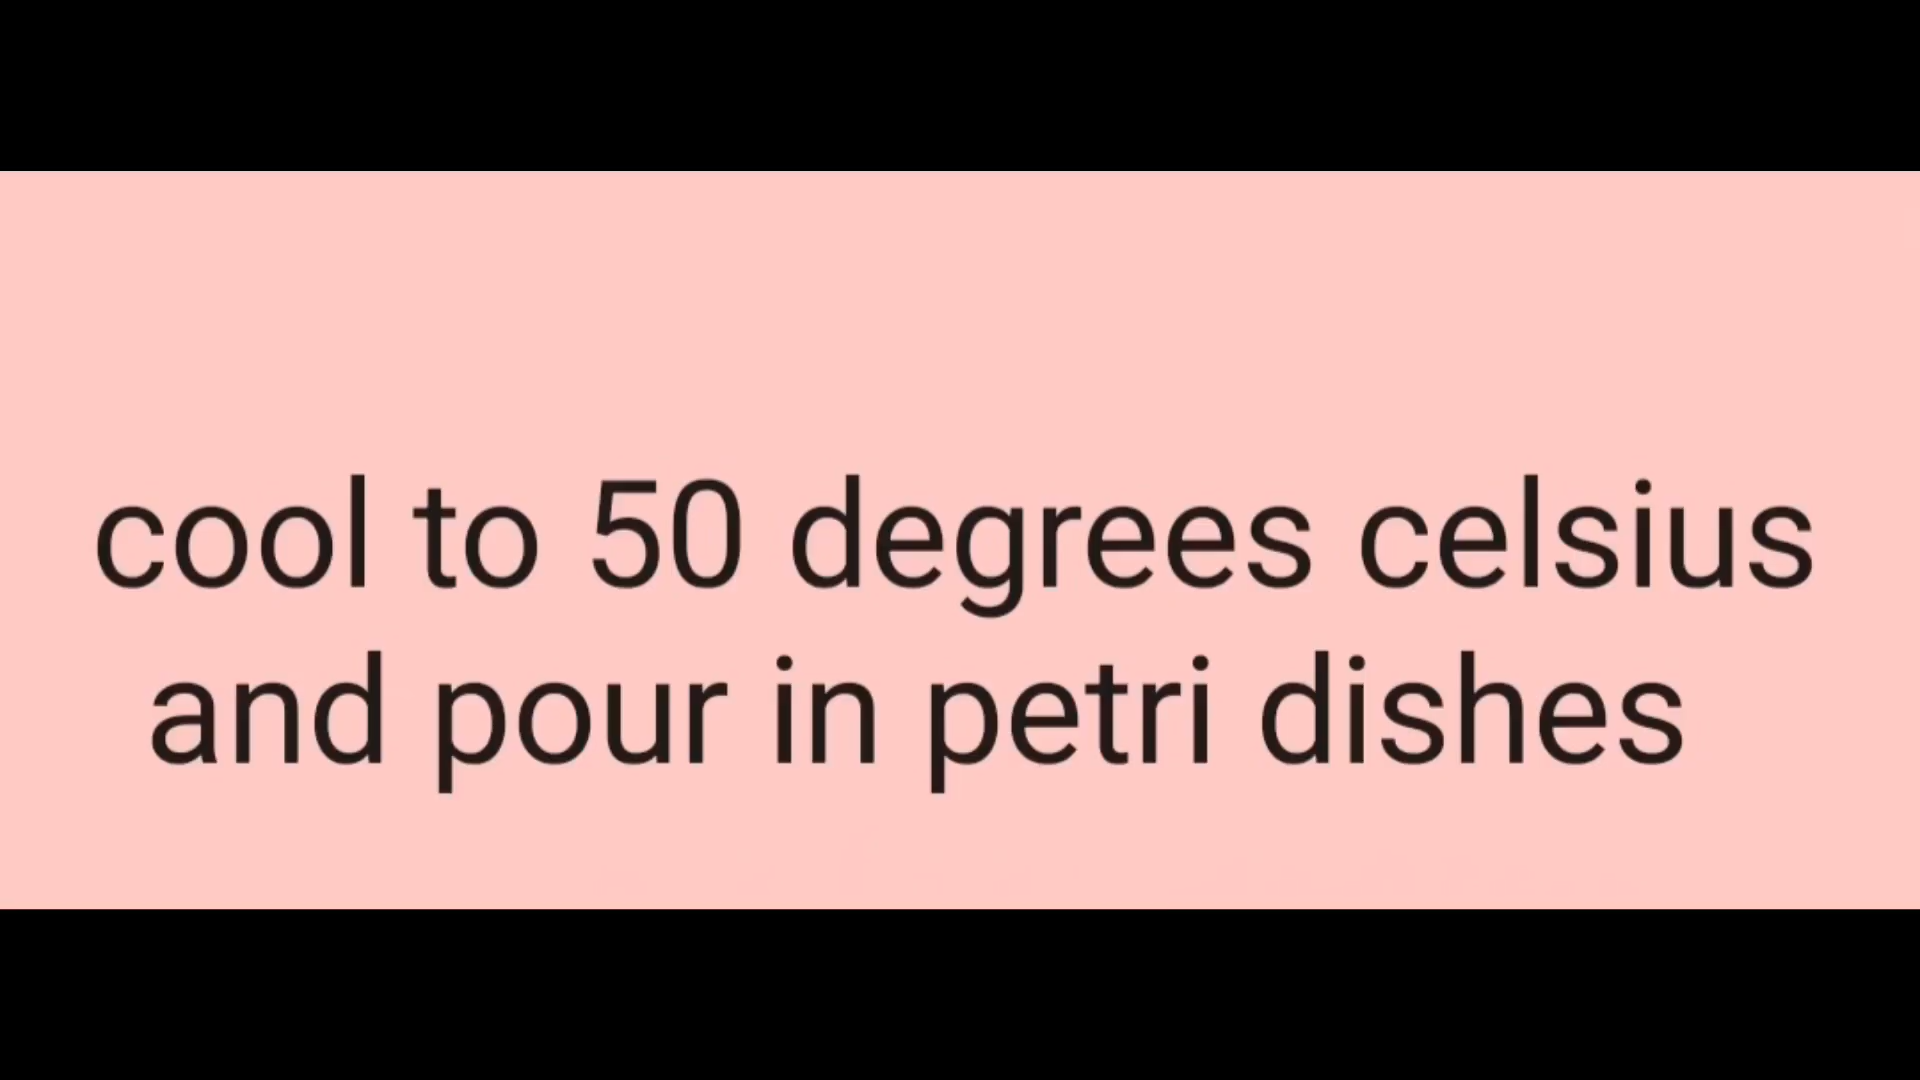 cool to 50 degrees celsius
and pour in petri dishes